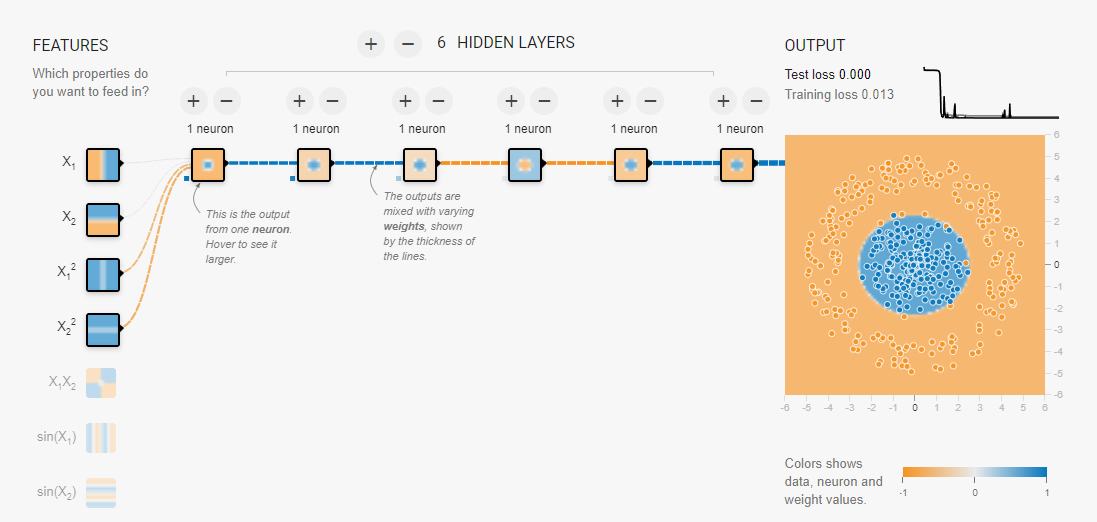 FEATURES
Which properties do
you want to feed in?
+ − 6 HIDDEN LAYERS
+ − + − + − + − + − + −
1 neuron 1 neuron 1 neuron 1 neuron 1 neuron 1 neuron
X₁
X₂
X₁²
X₂²
X₁X₂
sin(X₁)
sin(X₂)
This is the output
from one neuron.
Hover to see it
larger.
The outputs are
mixed with varying
weights, shown
by the thickness of
the lines.
OUTPUT
Test loss 0.000
Training loss 0.013
6
5
4
3
2
1
0
-1
-2
-3
-4
-5
-6
-6 -5 -4 -3 -2 -1 0 1 2 3 4 5 6
Colors shows
data, neuron and
weight values.
-1 0 1